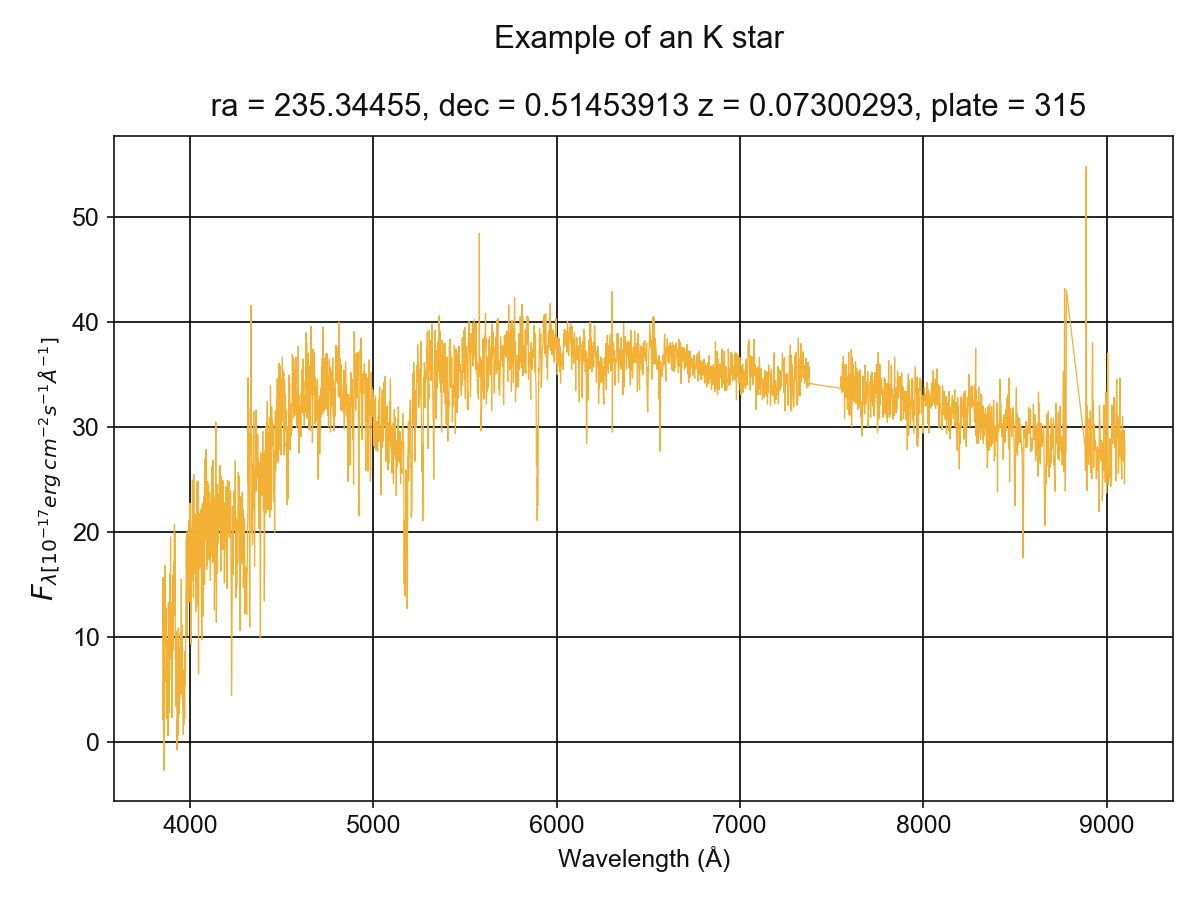 Example of an K star
ra = 235.34455, dec = 0.51453913 z = 0.07300293, plate = 315
50
40
30
20
10
0
F_λ[10^{-17} erg cm^{-2} s^{-1} Å^{-1}]
4000 5000 6000 7000 8000 9000
Wavelength (Å)